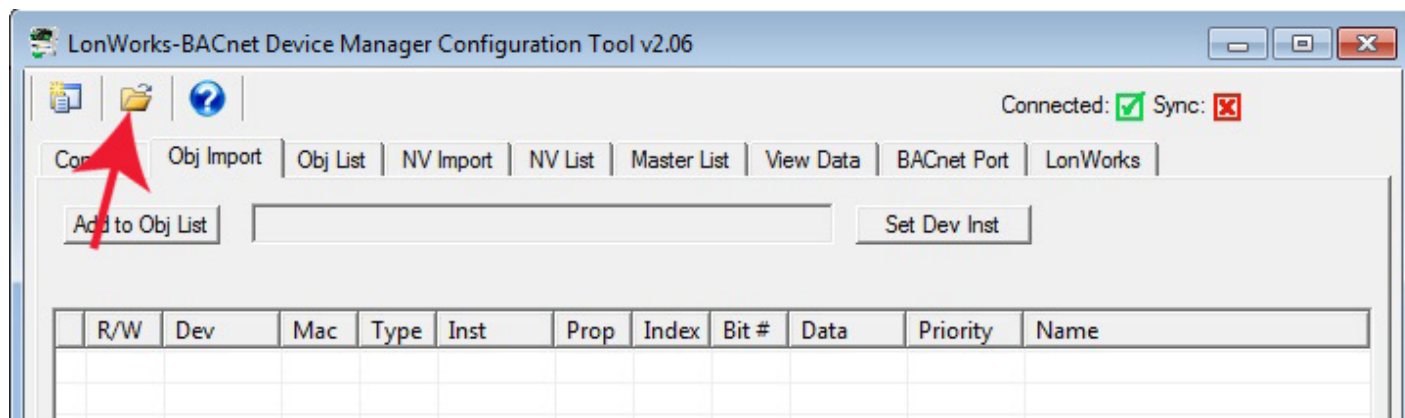 LonWorks-BACnet Device Manager Configuration Tool v2.06
Connected: Sync:
Obj Import Obj List NV Import NV List Master List View Data BACnet Port LonWorks
Add to Obj List Set Dev Inst
R/W Dev Mac Type Inst Prop Index Bit # Data Priority Name